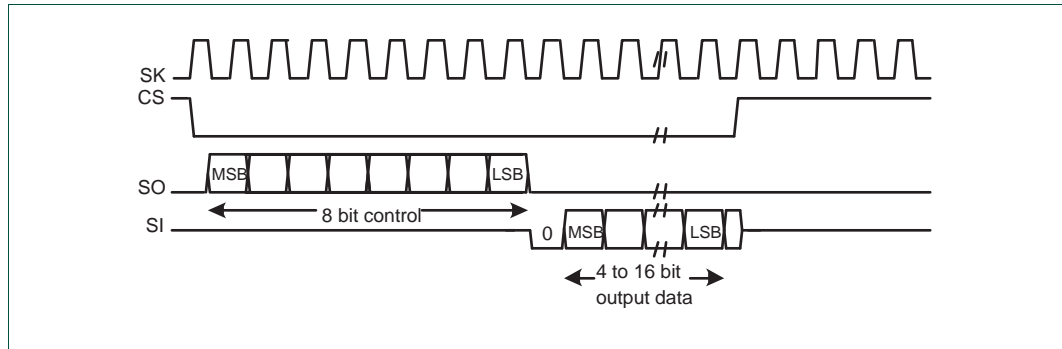 SK
CS
SO
MSB
LSB
8 bit control
SI
0
MSB
LSB
4 to 16 bit
output data